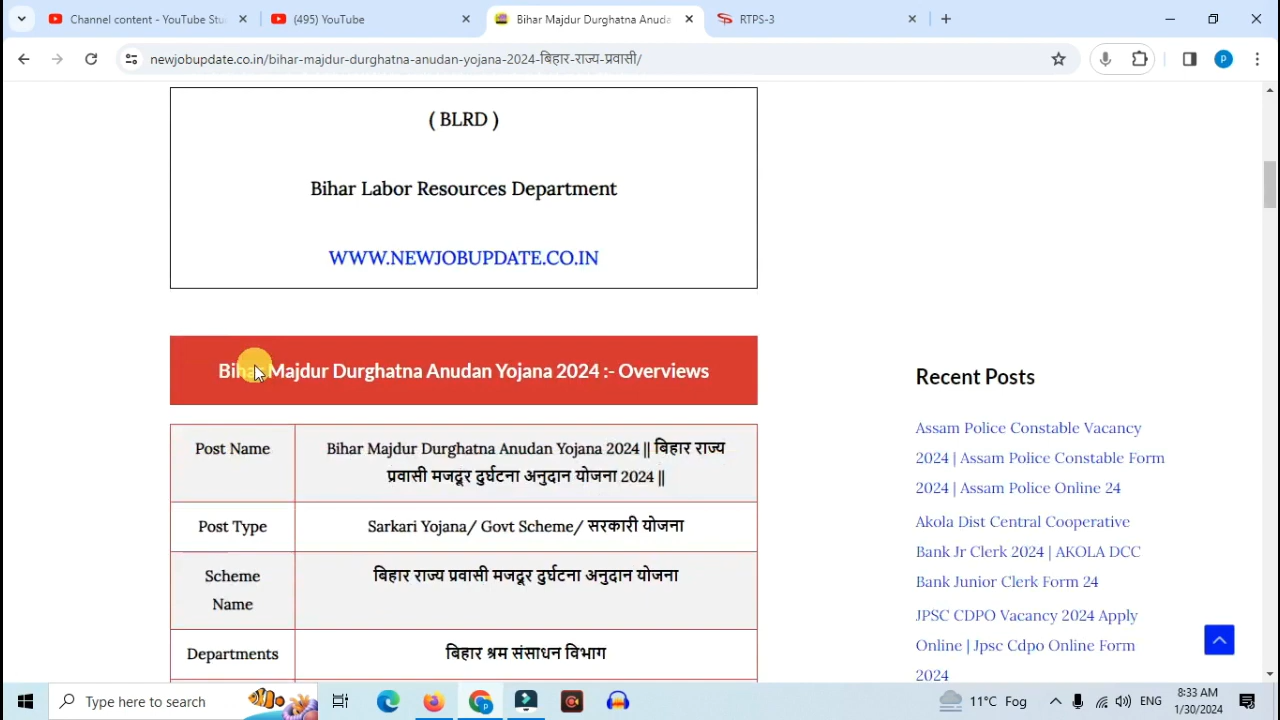 Channel content - YouTube Stu
(495) YouTube
Bihar Majdur Durghatna Anuda
RTPS-3
newjobupdate.co.in/bihar-majdur-durghatna-anudan-yojana-2024-बिहार-राज्य-प्रवासी/
P
( BLRD )
Bihar Labor Resources Department
WWW.NEWJOBUPDATE.CO.IN
Bihar Majdur Durghatna Anudan Yojana 2024 :- Overviews
Post Name
Bihar Majdur Durghatna Anudan Yojana 2024 || बिहार राज्य
प्रवासी मजदूर दुर्घटना अनुदान योजना 2024 ||
Post Type
Sarkari Yojana/ Govt Scheme/ सरकारी योजना
Scheme
Name
बिहार राज्य प्रवासी मजदूर दुर्घटना अनुदान योजना
Departments
बिहार श्रम संसाधन विभाग
Recent Posts
Assam Police Constable Vacancy
2024 | Assam Police Constable Form
2024 | Assam Police Online 24
Akola Dist Central Cooperative
Bank Jr Clerk 2024 | AKOLA DCC
Bank Junior Clerk Form 24
JPSC CDPO Vacancy 2024 Apply
Online | Jpsc Cdpo Online Form
2024
Type here to search
11°C Fog
ENG
8:33 AM
1/30/2024